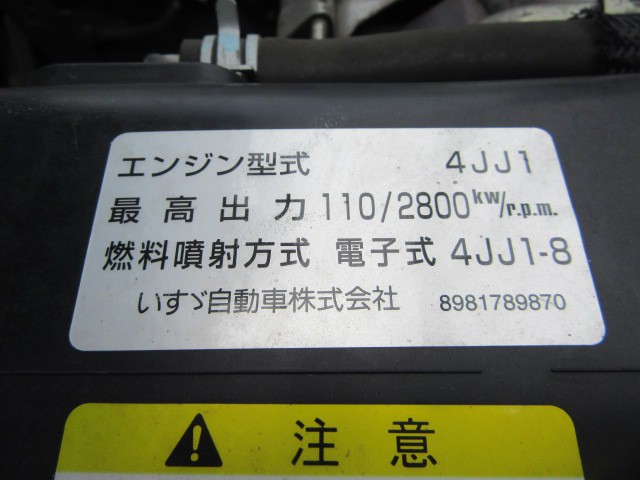 エンジン型式 4JJ1
最高出力 110/2800 kw/r.p.m.
燃料噴射方式 電子式 4JJ1-8
いすゞ自動車株式会社 8981789870
注意